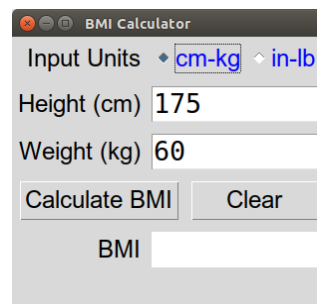 BMI Calculator
Input Units cm-kg in-lb
Height (cm) 175
Weight (kg) 60
Calculate BMI Clear
BMI